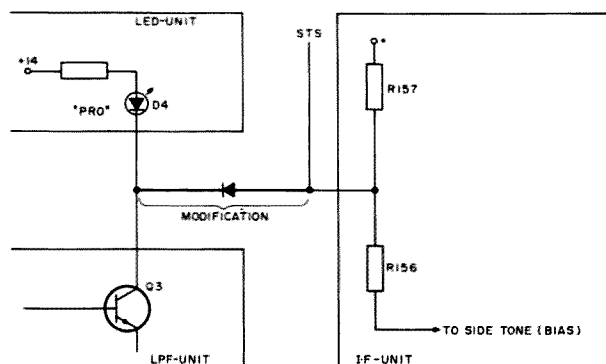 LED-UNIT
STS
+14
+
"PRO"
D4
R157
MODIFICATION
Q3
R156
TO SIDE TONE (BIAS)
LPF-UNIT
I·F-UNIT